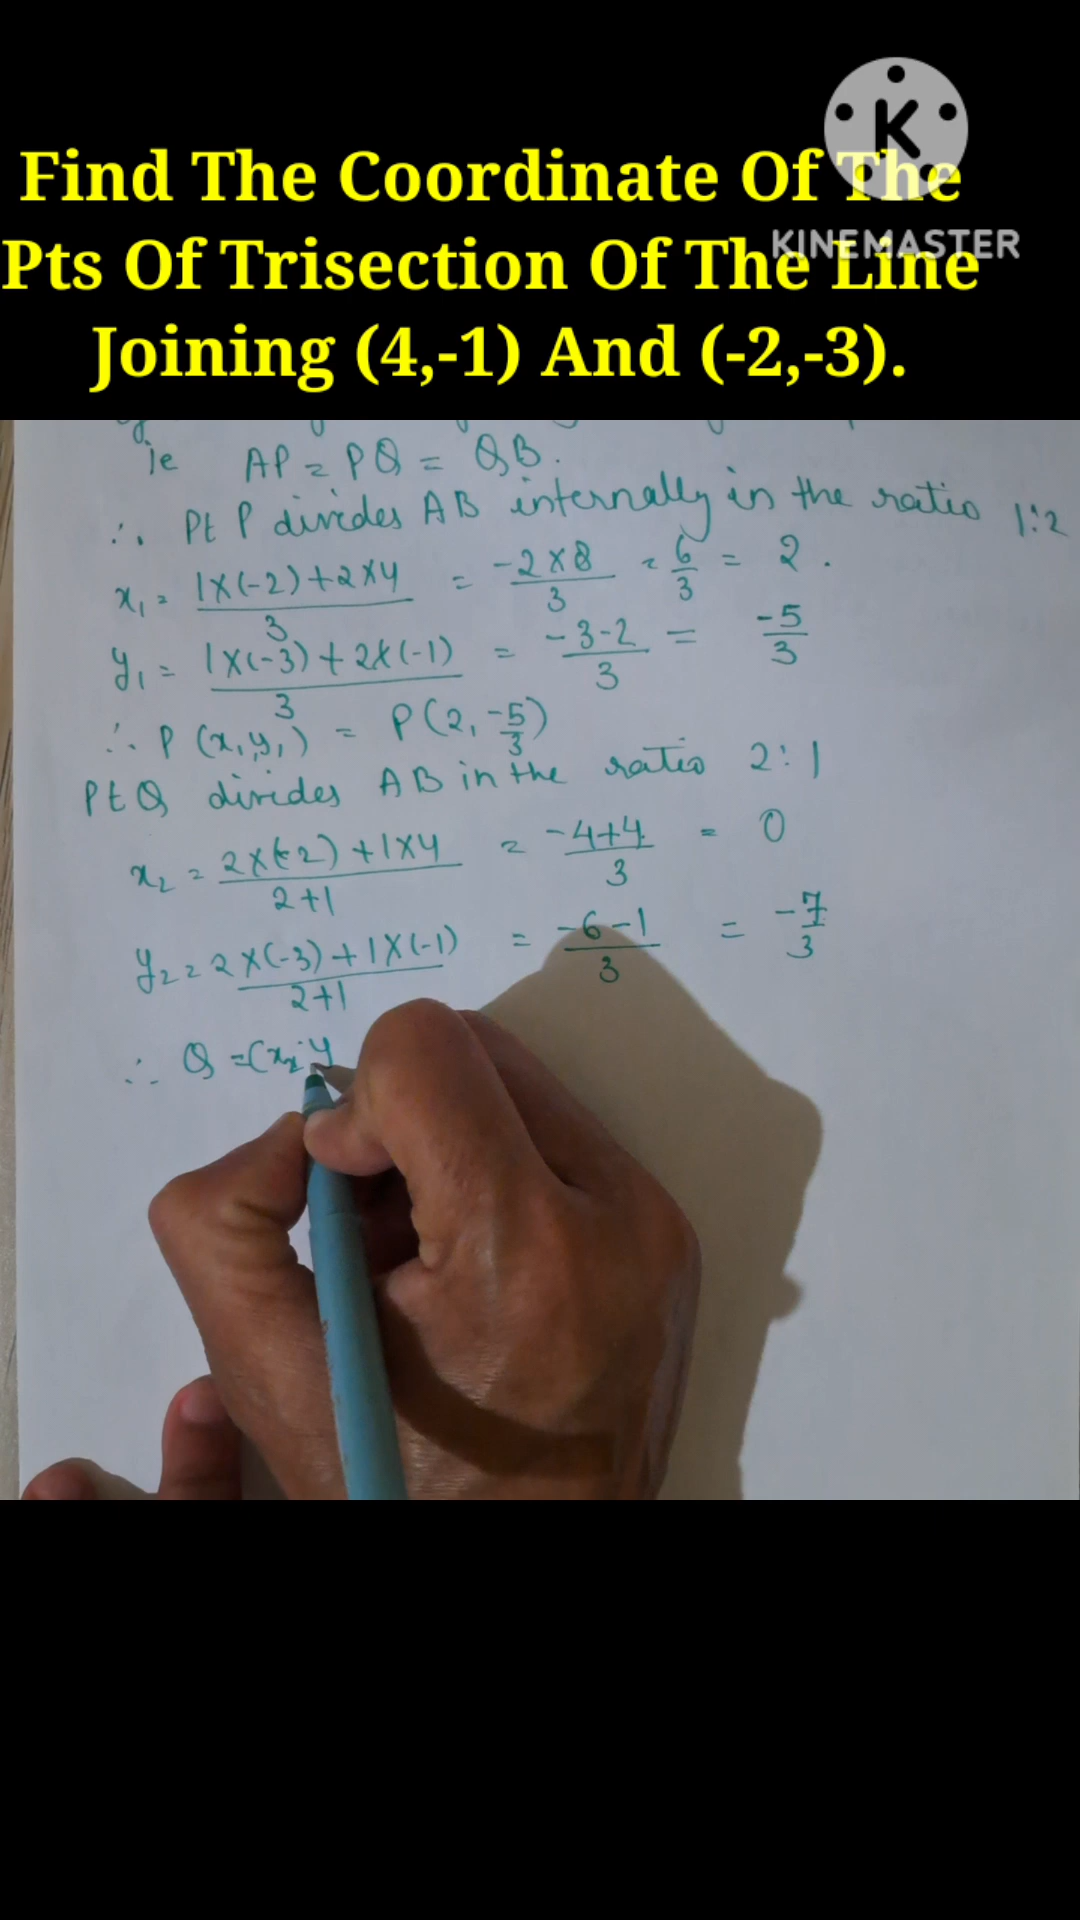 K
KINEMASTER
Find The Coordinate Of The
Pts Of Trisection Of The Line
Joining (4,-1) And (-2,-3).
ie AP = PQ = QB.
∴ Pt P divides AB internally in the ratio 1:2
x₁ = 1×(-2)+2×4 / 3 = -2×8 / 3 = 6/3 = 2.
y₁ = 1×(-3)+2×(-1) / 3 = -3-2 / 3 = -5/3
∴ P (x₁y₁) = P(2, -5/3)
Pt Q divides AB in the ratio 2:1
x₂ = 2×(-2)+1×4 / 2+1 = -4+4 / 3 = 0
y₂ = 2×(-3)+1×(-1) / 2+1 = -6-1 / 3 = -7/3
∴ Q =(x₂, y